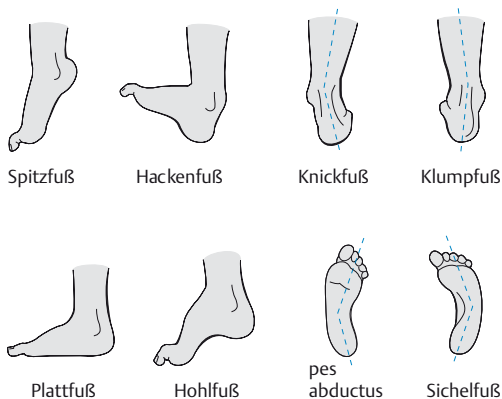 Spitzfuß
Hackenfuß
Knickfuß
Klumpfuß
Plattfuß
Hohlfuß
pes
abductus
Sichelfuß